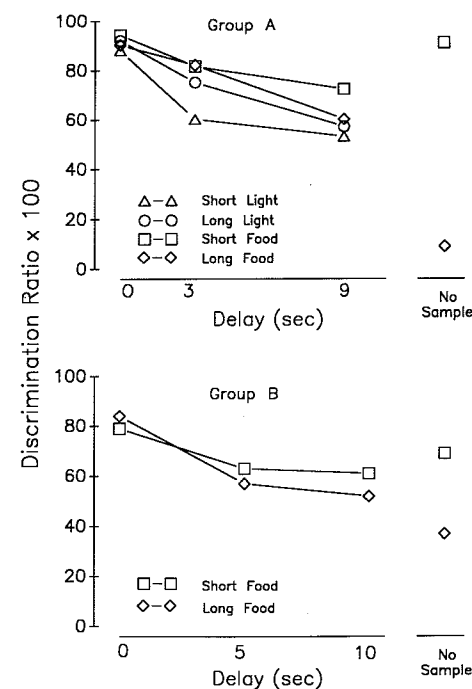 Discrimination Ratio x 100
Group A
100
80
60
40
20
0
Short Light
Long Light
Short Food
Long Food
0 3 9
Delay (sec)
No
Sample
Group B
100
80
60
40
20
0
Short Food
Long Food
0 5 10
Delay (sec)
No
Sample